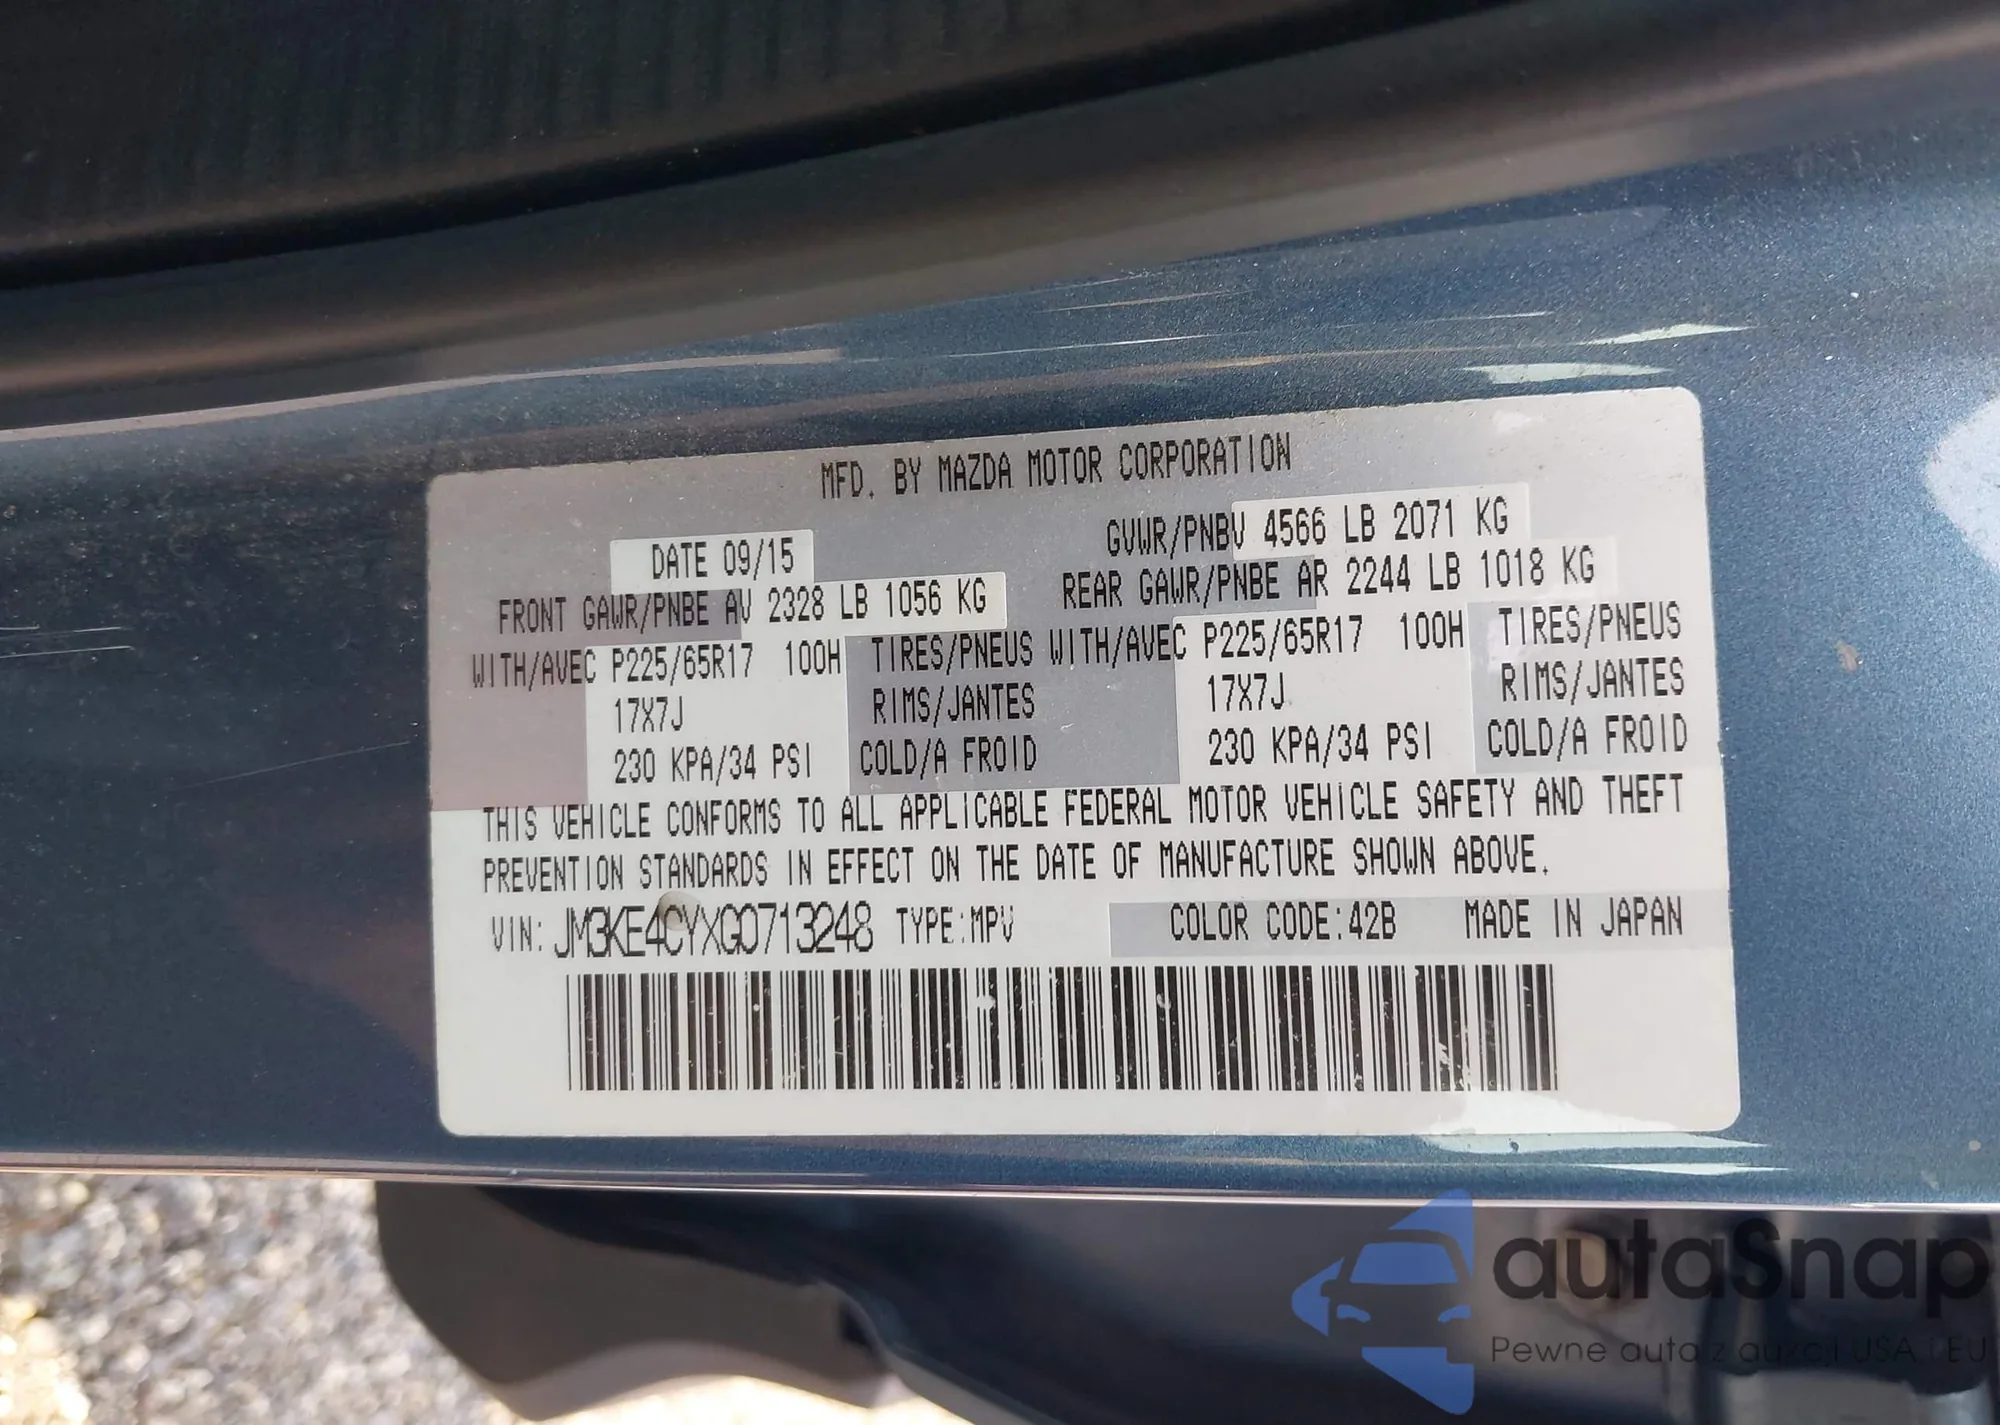 MFD. BY MAZDA MOTOR CORPORATION
DATE 09/15 GVWR/PNBV 4566 LB 2071 KG
FRONT GAWR/PNBE AV 2328 LB 1056 KG REAR GAWR/PNBE AR 2244 LB 1018 KG
WITH/AVEC P225/65R17 100H TIRES/PNEUS WITH/AVEC P225/65R17 100H TIRES/PNEUS
17X7J RIMS/JANTES 17X7J RIMS/JANTES
230 KPA/34 PSI COLD/A FROID 230 KPA/34 PSI COLD/A FROID
THIS VEHICLE CONFORMS TO ALL APPLICABLE FEDERAL MOTOR VEHICLE SAFETY AND THEFT
PREVENTION STANDARDS IN EFFECT ON THE DATE OF MANUFACTURE SHOWN ABOVE.
VIN: JM3KE4CYXG0713248 TYPE:MPV COLOR CODE:42B MADE IN JAPAN
autaSnap
Pewne auta z aukcji USA i EU